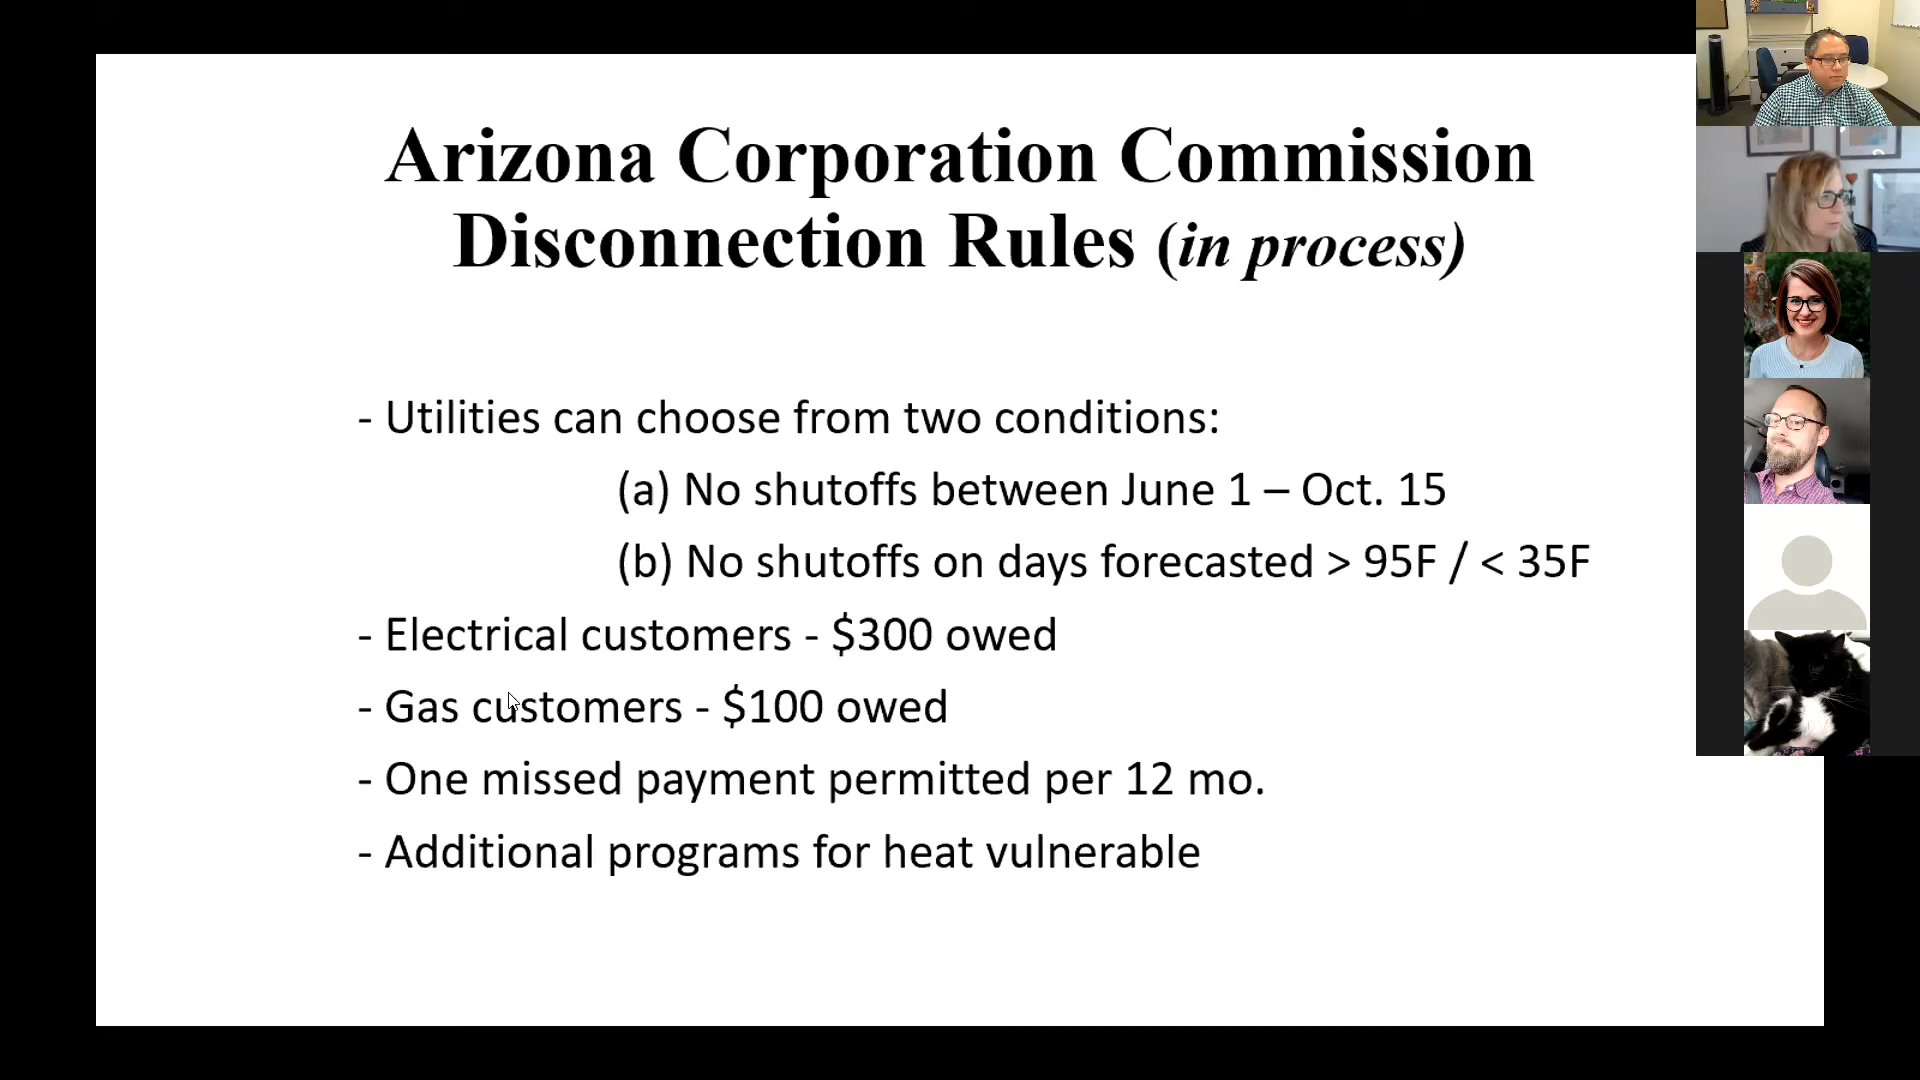 Arizona Corporation Commission
Disconnection Rules (in process)
- Utilities can choose from two conditions:
(a) No shutoffs between June 1 – Oct. 15
(b) No shutoffs on days forecasted > 95F / < 35F
- Electrical customers - $300 owed
- Gas customers - $100 owed
- One missed payment permitted per 12 mo.
- Additional programs for heat vulnerable